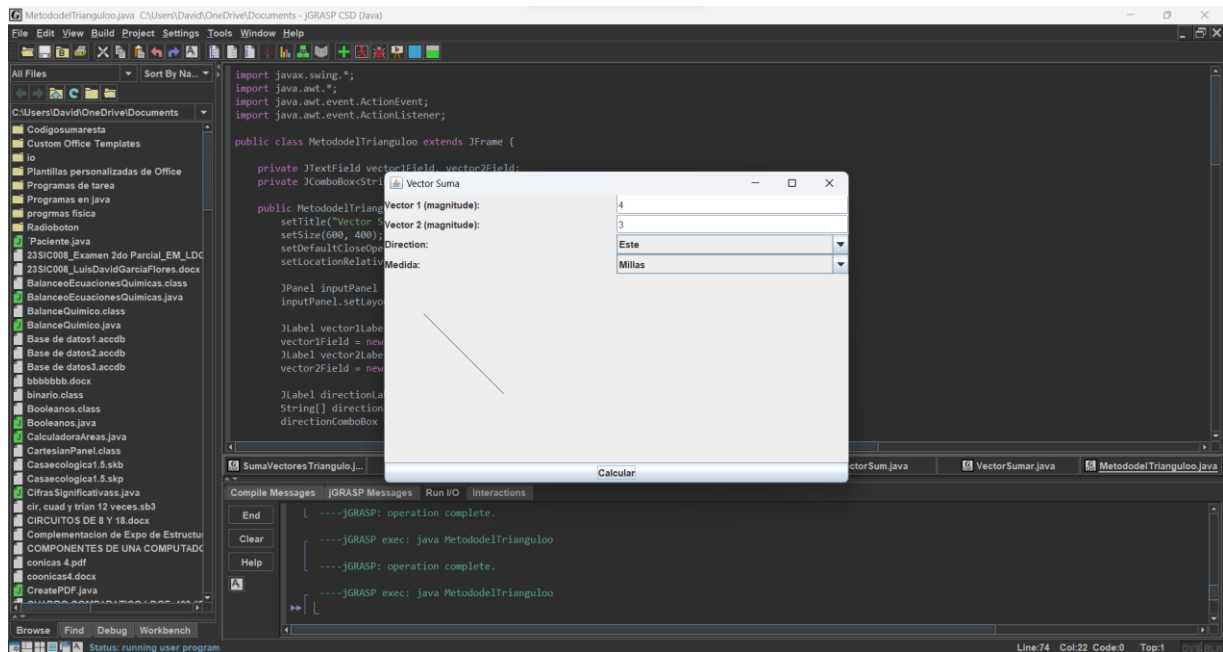 MetododelTrianguloo.java C:\Users\David\OneDrive\Documents - jGRASP CSD (Java)
File Edit View Build Project Settings Tools Window Help
All Files
Sort By Na...
C:\Users\David\OneDrive\Documents
Codigosumaresta
Custom Office Templates
io
Plantillas personalizadas de Office
Programas de tarea
Programas en java
progrmas fisica
Radioboton
¨Paciente.java
23SIC008_Examen 2do Parcial_EM_LDG
23SIC008_LuisDavidGarciaFlores.docx
BalanceoEcuacionesQuimicas.class
BalanceoEcuacionesQuimicas.java
BalanceQuimico.class
BalanceQuimico.java
Base de datos1.accdb
Base de datos2.accdb
Base de datos3.accdb
bbbbbbb.docx
binario.class
Booleanos.class
Booleanos.java
CalculadoraAreas.java
CartesianPanel.class
Casaecologica1.5.skb
Casaecologica1.5.skp
CifrasSignificativass.java
cir, cuad y trian 12 veces.sb3
CIRCUITOS DE 8 Y 18.docx
Complementacion de Expo de Estructu
COMPONENTES DE UNA COMPUTADO
conicas 4.pdf
coonicas4.docx
CreatePDF.java
Browse Find Debug Workbench
import javax.swing.*;
import java.awt.*;
import java.awt.event.ActionEvent;
import java.awt.event.ActionListener;
public class MetododelTrianguloo extends JFrame {
private JTextField vector1Field, vector2Field;
private JComboBox<Stri
public MetododelTriang
setTitle("Vector S
setSize(600, 400);
setDefaultCloseOpe
setLocationRelativ
JPanel inputPanel
inputPanel.setLayo
JLabel vector1Labe
vector1Field = new
JLabel vector2Labe
vector2Field = new
JLabel directionLa
String[] direction
directionComboBox
Vector Suma
Vector 1 (magnitude):
4
Vector 2 (magnitude):
3
Direction:
Este
Medida:
Millas
Calcular
SumaVectoresTriangulo.j...
ctorSum.java
VectorSumar.java
MetododelTrianguloo.java
Compile Messages jGRASP Messages Run I/O Interactions
End
Clear
Help
----jGRASP: operation complete.
----jGRASP exec: java MetododelTrianguloo
----jGRASP: operation complete.
----jGRASP exec: java MetododelTrianguloo
Status: running user program
Line:74 Col:22 Code:0 Top:1 OVS BLK